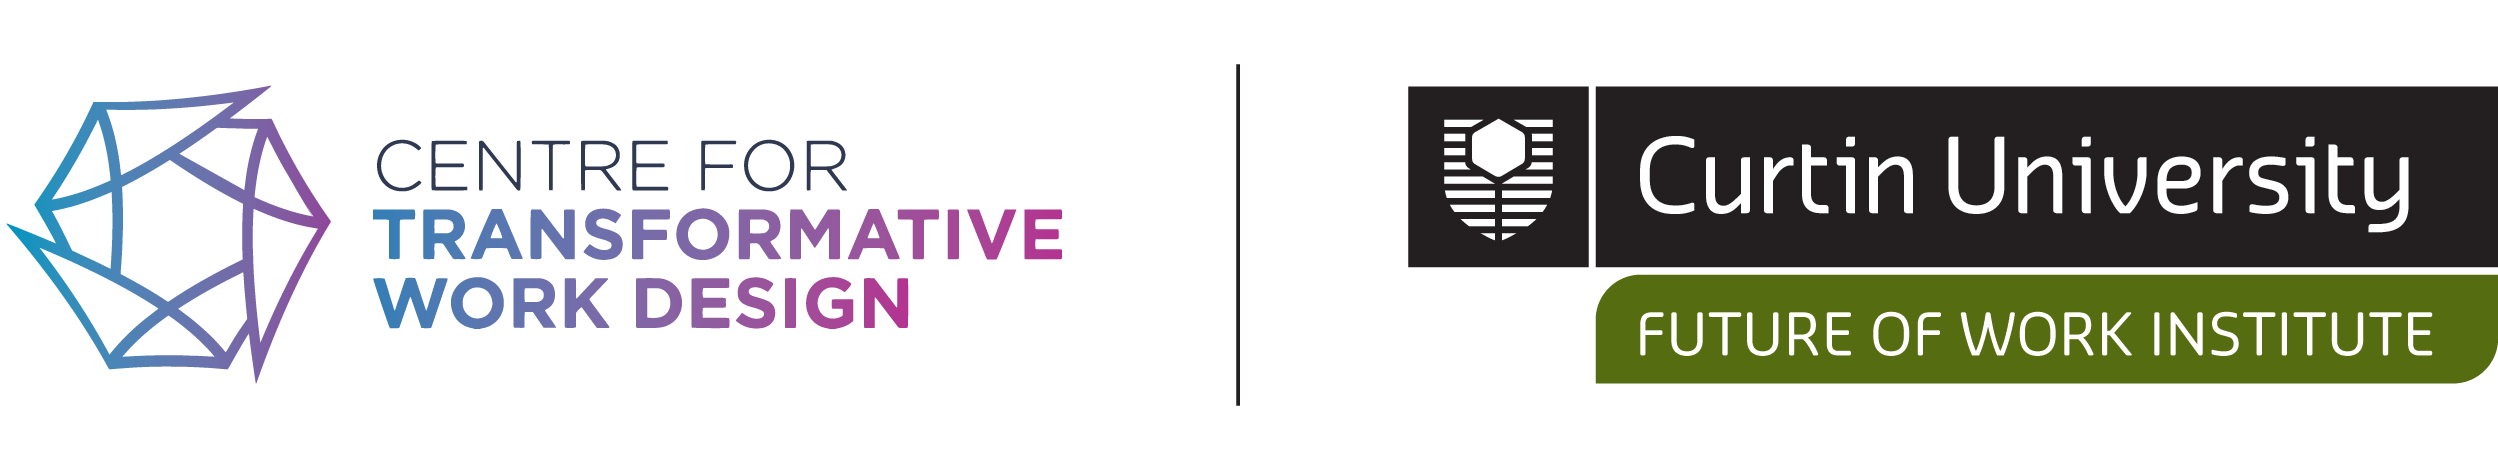 CENTRE FOR
TRANSFORMATIVE
WORK DESIGN
Curtin University
FUTURE OF WORK INSTITUTE